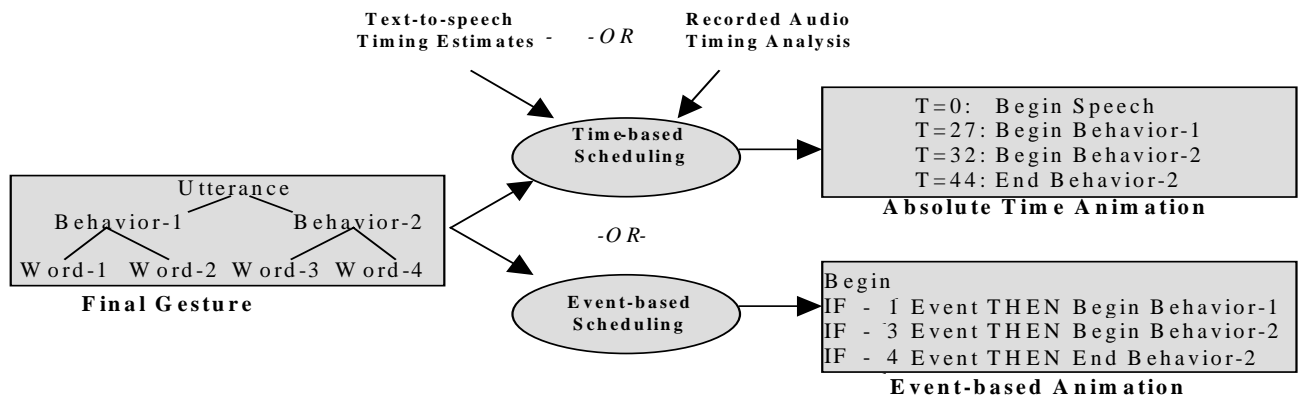 Text-to-speech
Timing Estimates - -OR
Recorded Audio
Timing Analysis
Time-based
Scheduling
T=0: Begin Speech
T=27: Begin Behavior-1
T=32: Begin Behavior-2
T=44: End Behavior-2
Absolute Time Animation
Utterance
Behavior-1 Behavior-2
Word-1 Word-2 Word-3 Word-4
Final Gesture
-OR-
Event-based
Scheduling
Begin
IF - 1 Event THEN Begin Behavior-1
IF - 3 Event THEN Begin Behavior-2
IF - 4 Event THEN End Behavior-2
Event-based Animation